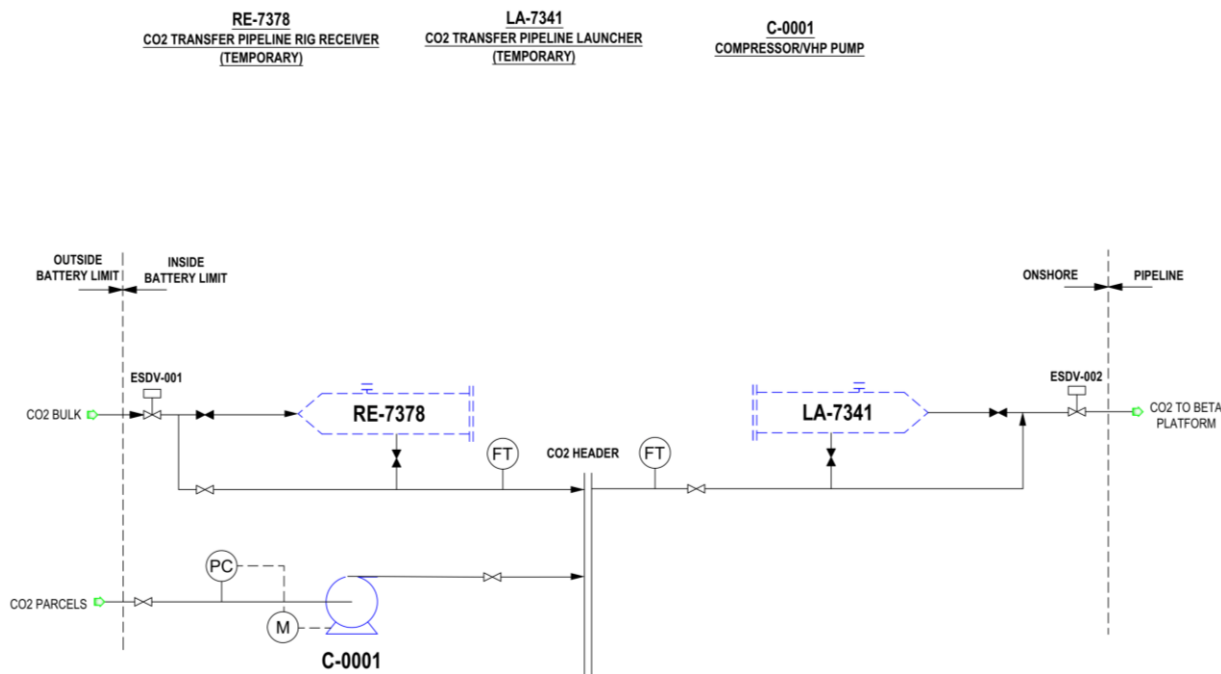 RE-7378
CO2 TRANSFER PIPELINE RIG RECEIVER
(TEMPORARY)
LA-7341
CO2 TRANSFER PIPELINE LAUNCHER
(TEMPORARY)
C-0001
COMPRESSOR/VHP PUMP
OUTSIDE
BATTERY LIMIT
INSIDE
BATTERY LIMIT
ONSHORE
PIPELINE
ESDV-001
ESDV-002
CO2 BULK
RE-7378
LA-7341
CO2 TO BETA
PLATFORM
FT
CO2 HEADER
FT
PC
CO2 PARCELS
M
C-0001